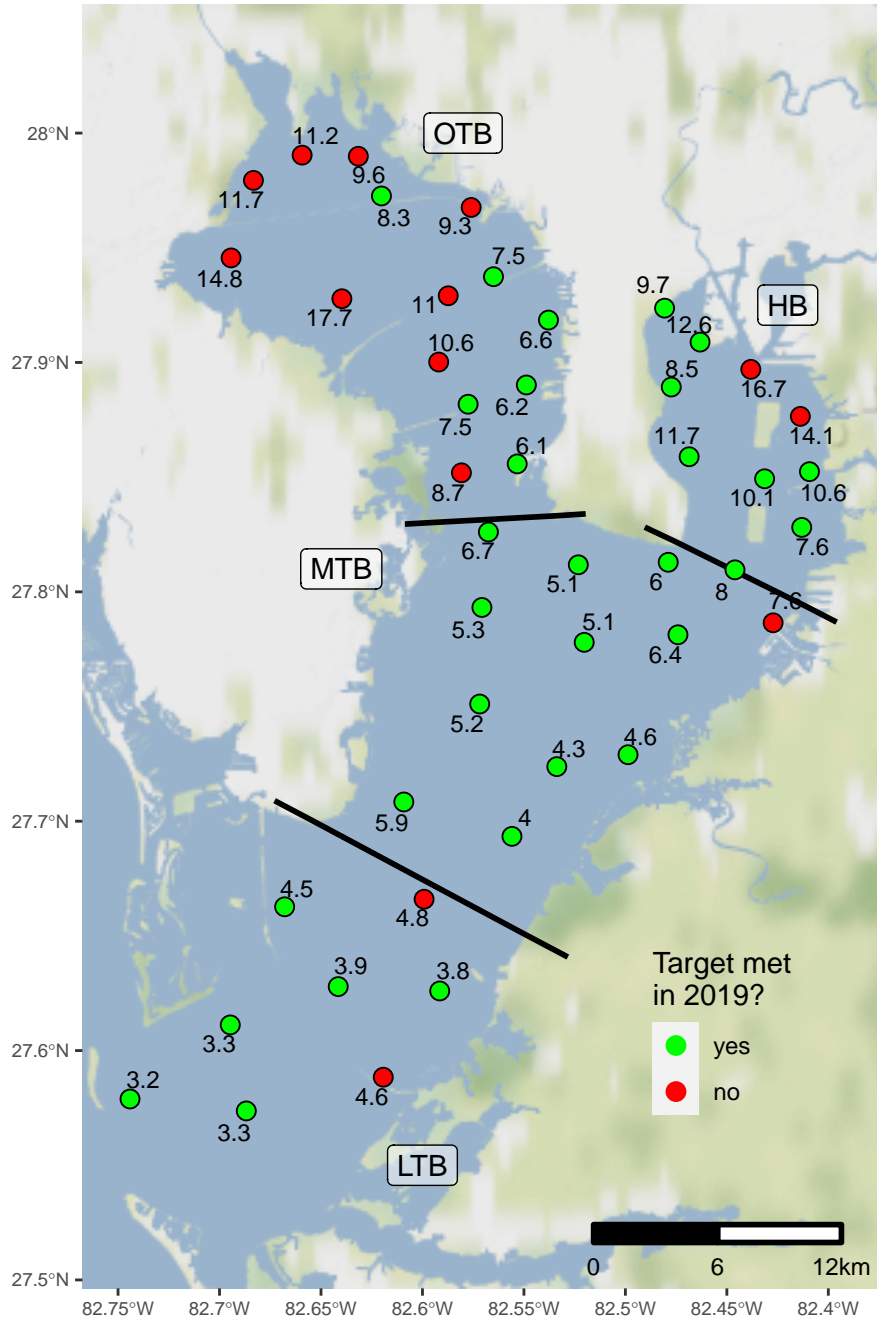 28°N
11.2
OTB
9.6
11.7
8.3
9.3
7.5
14.8
9.7
HB
17.7
11
6.6
12.6
27.9°N
10.6
8.5
16.7
6.2
7.5
14.1
6.1
11.7
8.7
10.1
10.6
6.7
7.6
MTB
5.1
6
8
27.8°N
7.6
5.3
5.1
6.4
5.2
4.3
4.6
27.7°N
5.9
4
4.5
4.8
3.9
3.8
Target met
in 2019?
3.3
27.6°N
yes
3.2
4.6
no
3.3
LTB
0 6 12km
27.5°N
82.75°W 82.7°W 82.65°W 82.6°W 82.55°W 82.5°W 82.45°W 82.4°W